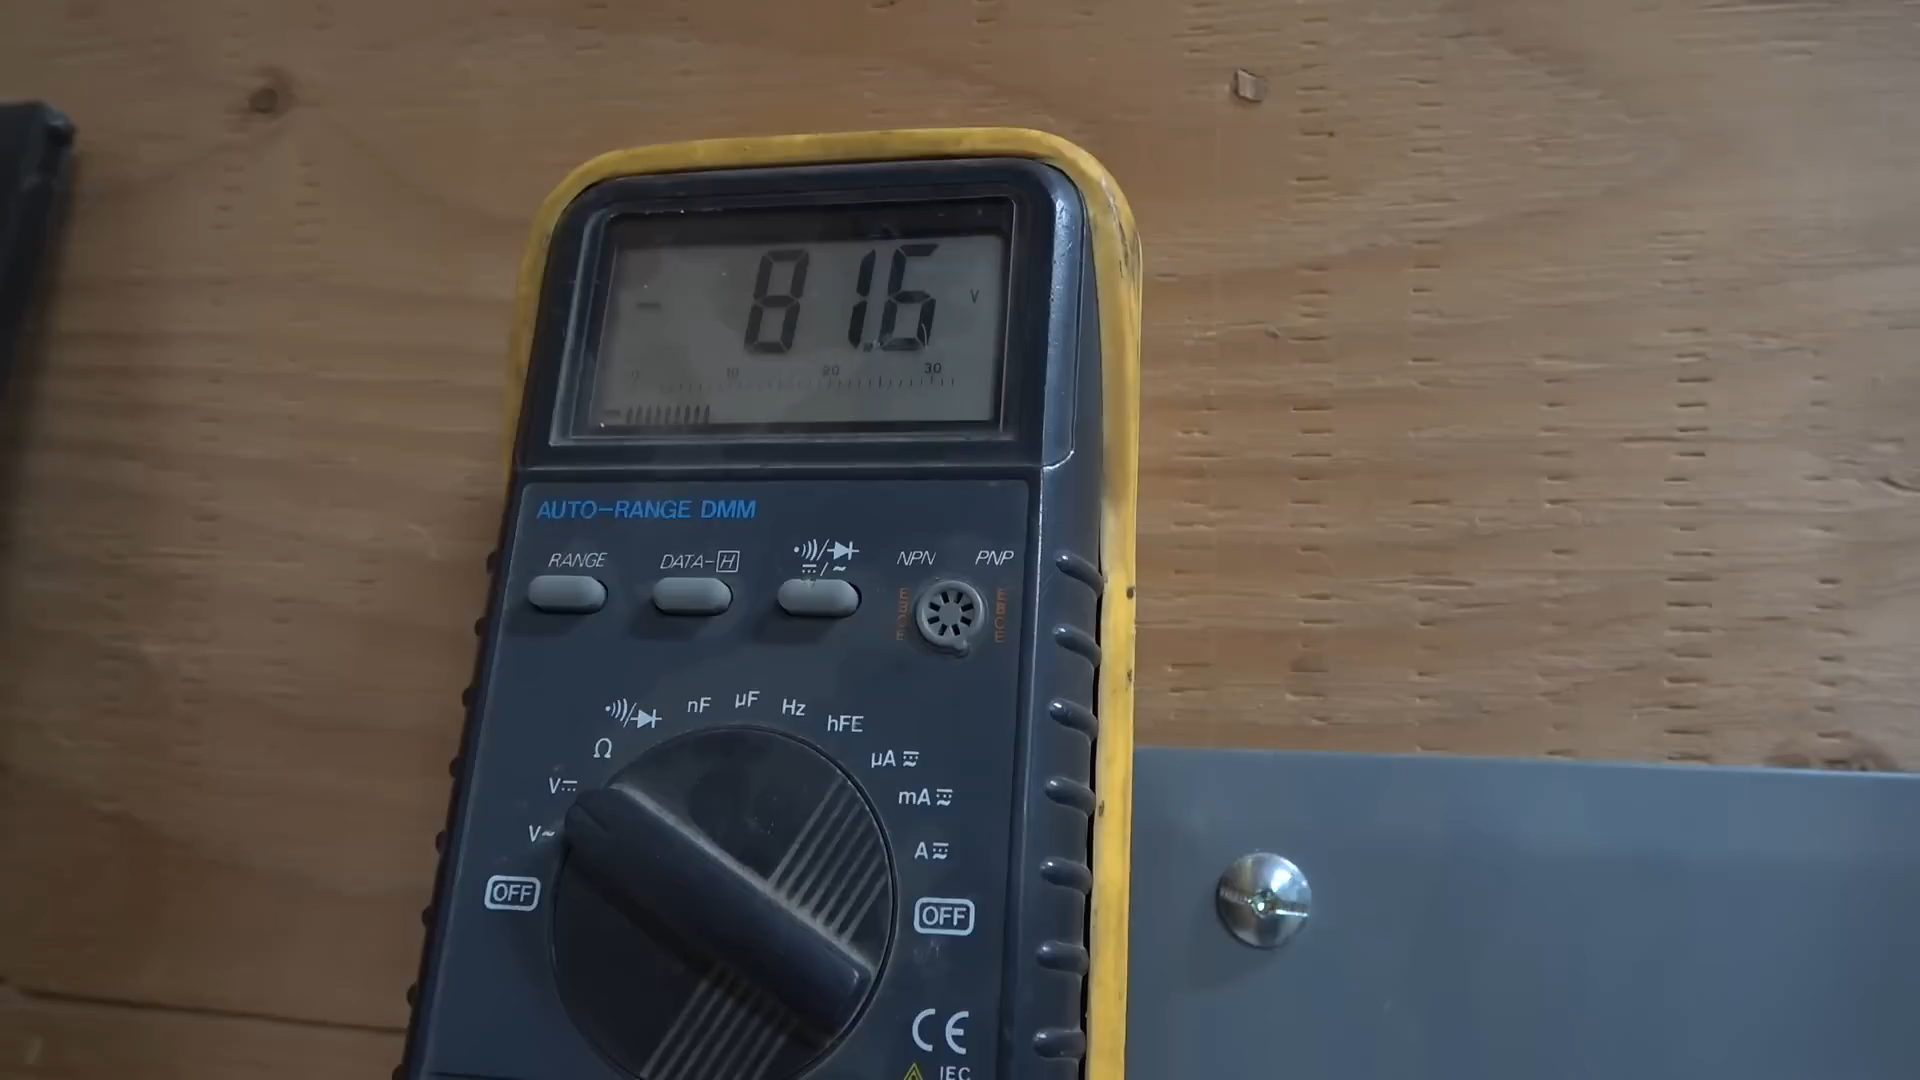 - 81.6 V
0 10 20 30
AUTO-RANGE DMM
RANGE DATA-H NPN PNP
E B C E E B C E
nF µF Hz hFE
Ω
µA
V mA
V~ A
OFF OFF
CE
IEC